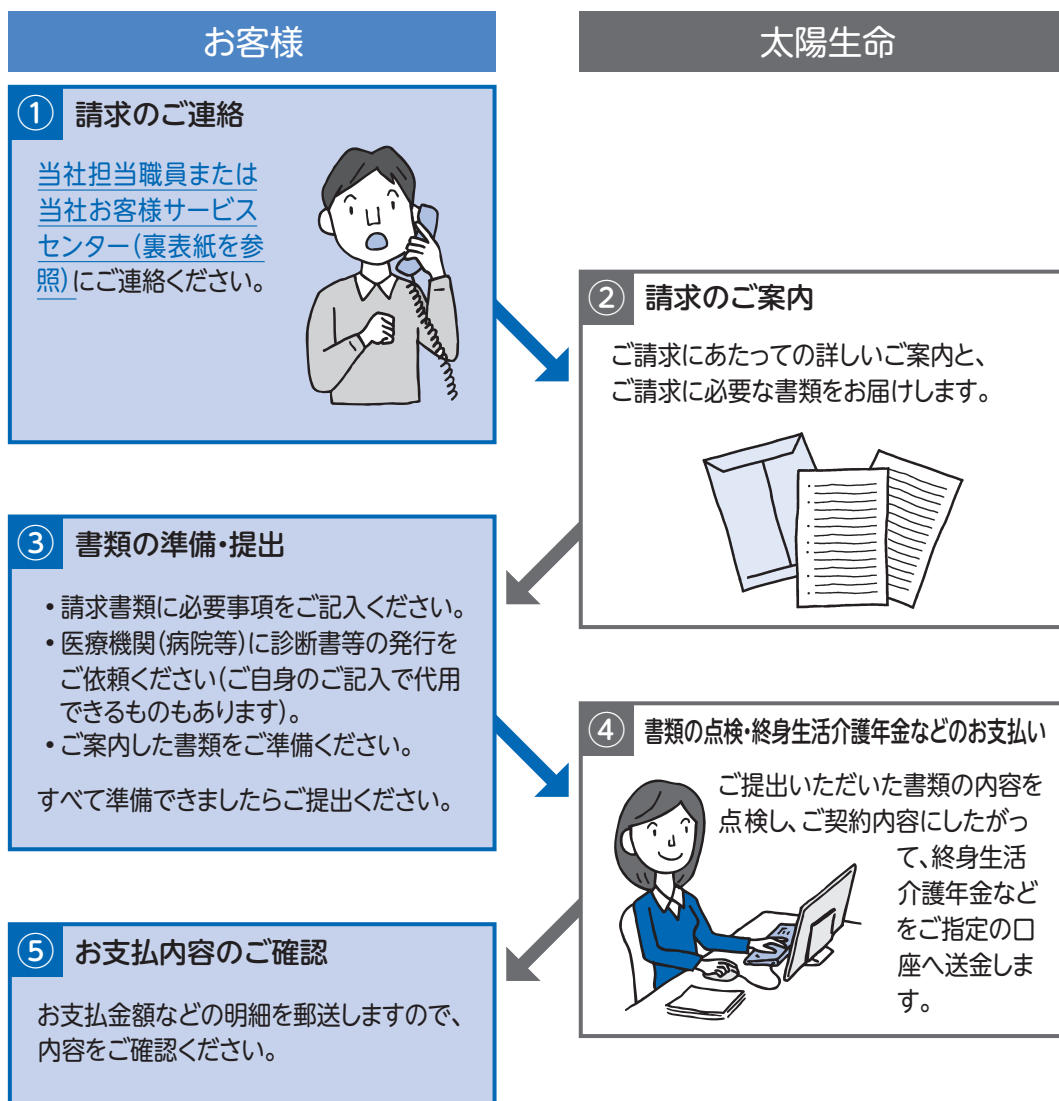 お客様
太陽生命
① 請求のご連絡
当社担当職員または
当社お客様サービス
センター(裏表紙を参
照)にご連絡ください。
② 請求のご案内
ご請求にあたっての詳しいご案内と、
ご請求に必要な書類をお届けします。
③ 書類の準備・提出
・請求書類に必要事項をご記入ください。
・医療機関(病院等)に診断書等の発行を
ご依頼ください(ご自身のご記入で代用
できるものもあります)。
・ご案内した書類をご準備ください。
すべて準備できましたらご提出ください。
④ 書類の点検・終身生活介護年金などのお支払い
ご提出いただいた書類の内容を
点検し、ご契約内容にしたがっ
て、終身生活
介護年金など
をご指定の口
座へ送金しま
す。
⑤ お支払内容のご確認
お支払金額などの明細を郵送しますので、
内容をご確認ください。